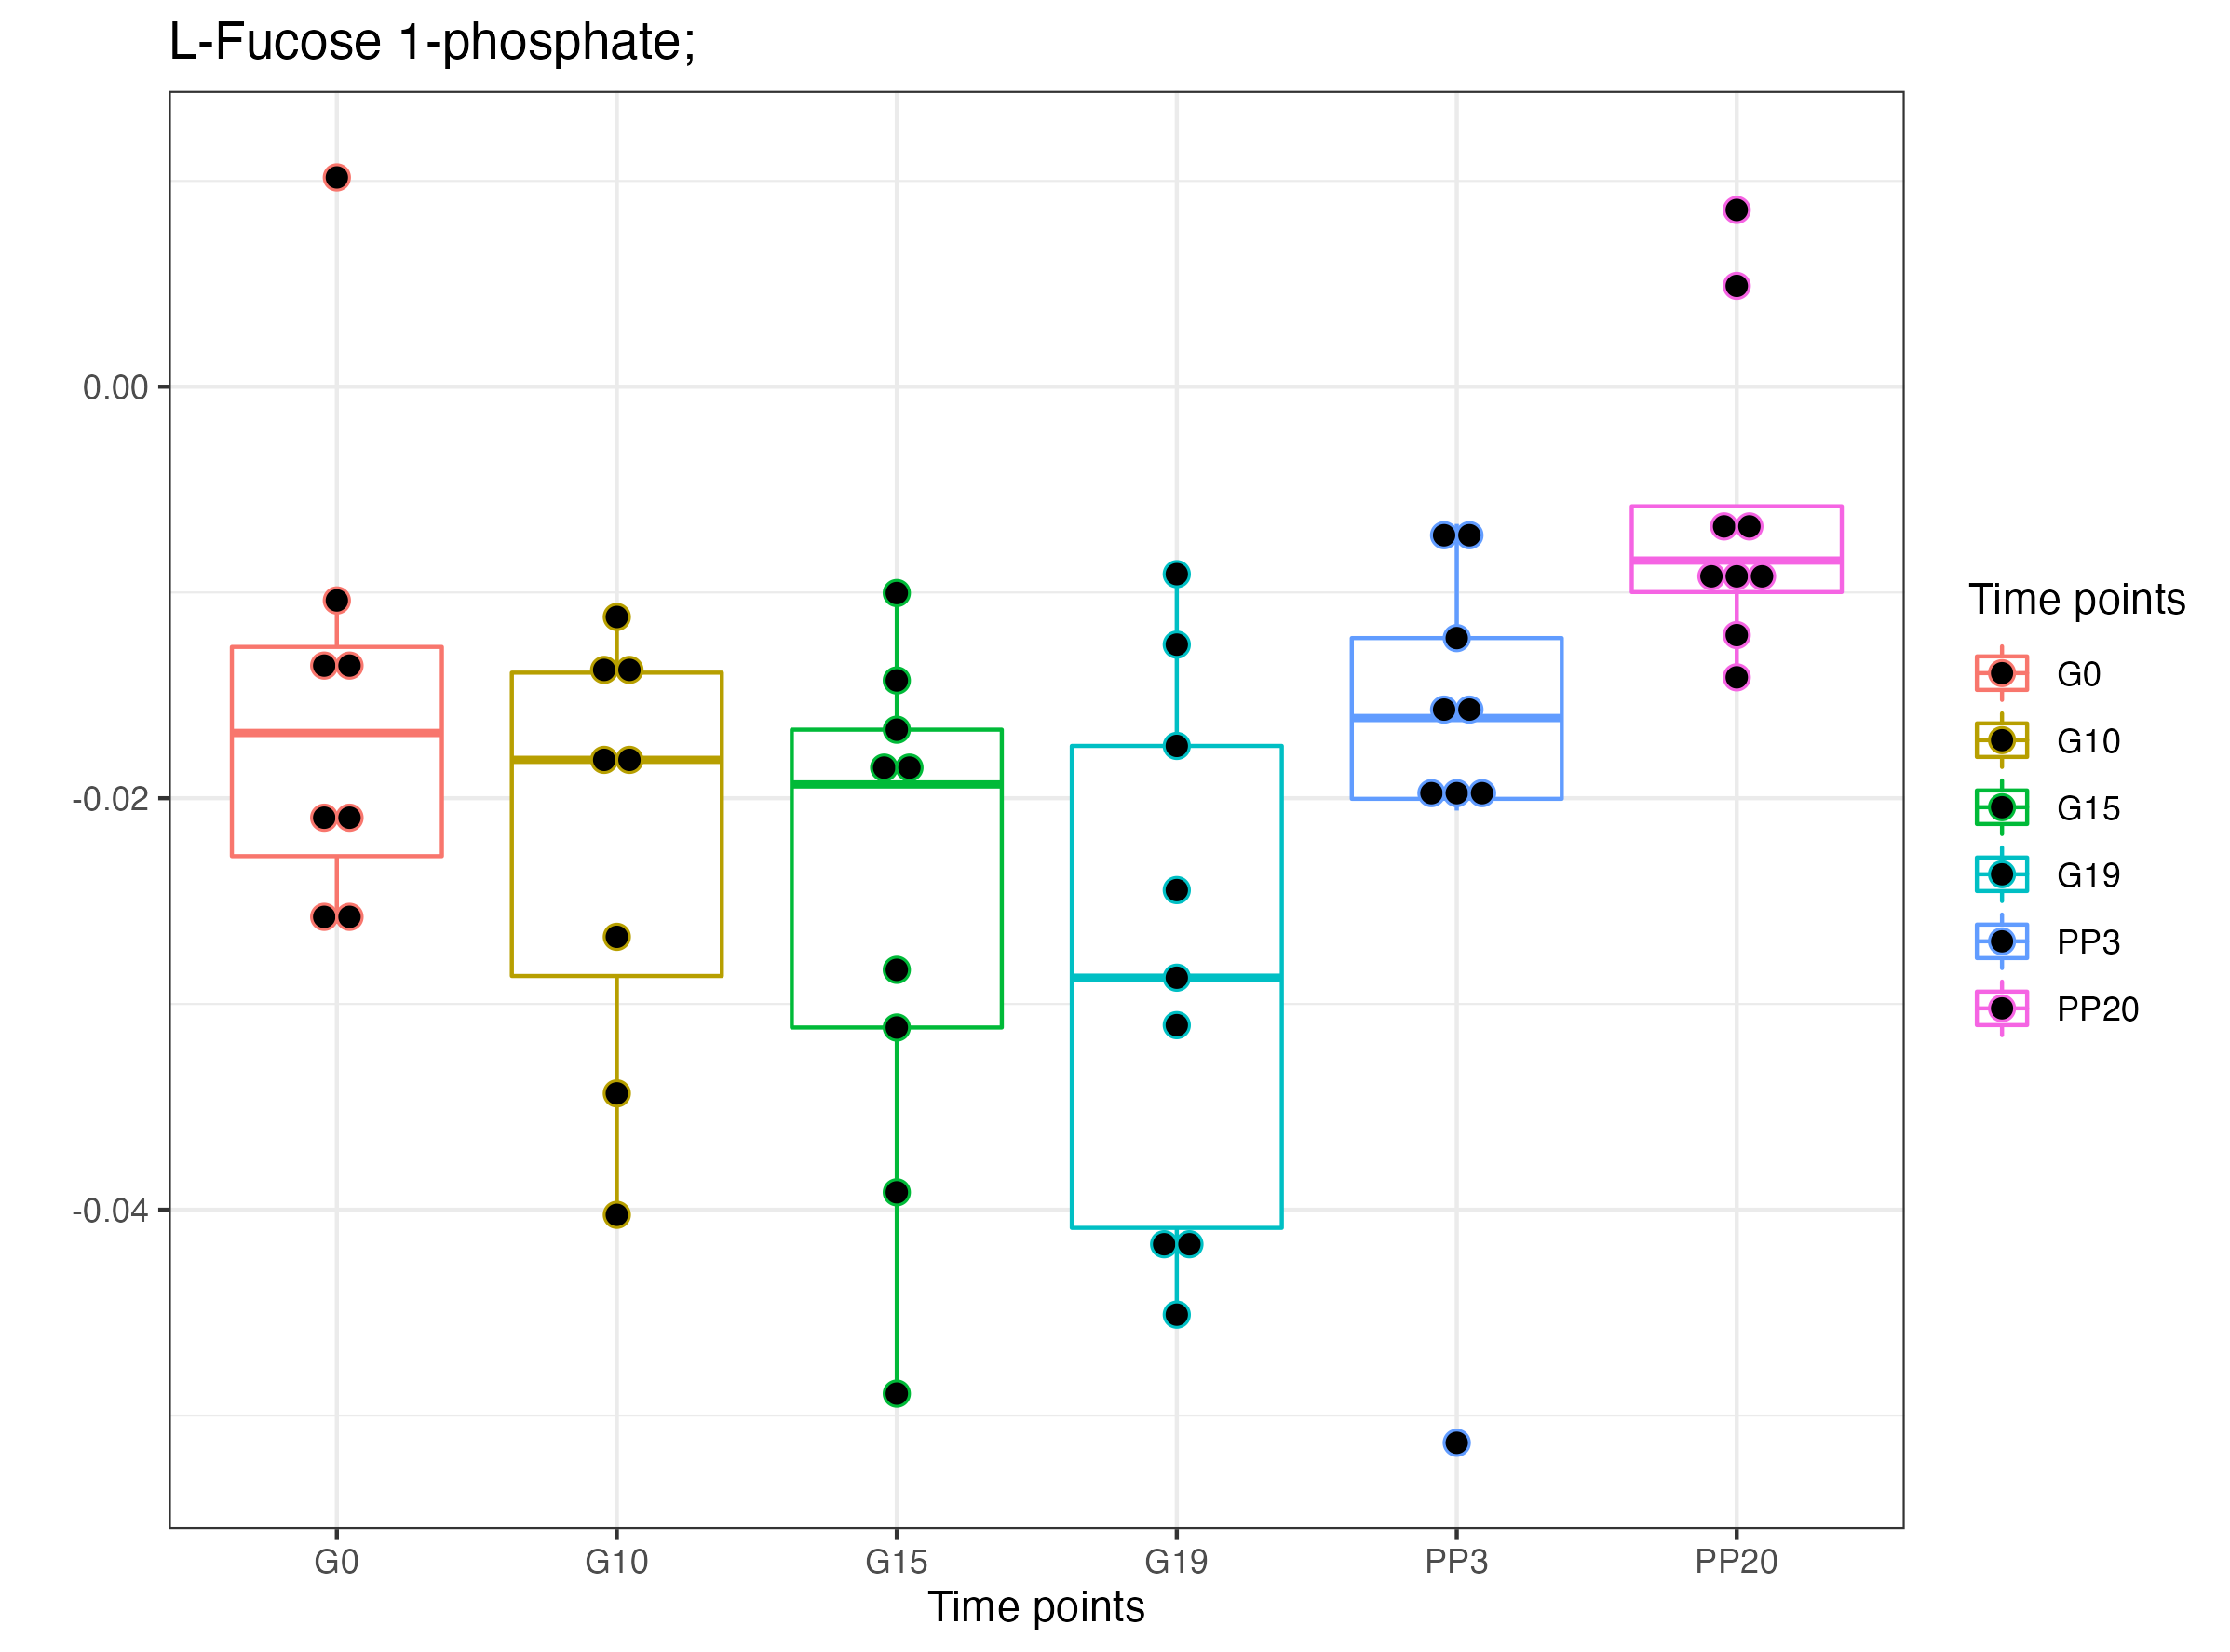 L-Fucose 1-phosphate;
0.00
-0.02
-0.04
G0 G10 G15 G19 PP3 PP20
Time points
Time points
G0
G10
G15
G19
PP3
PP20